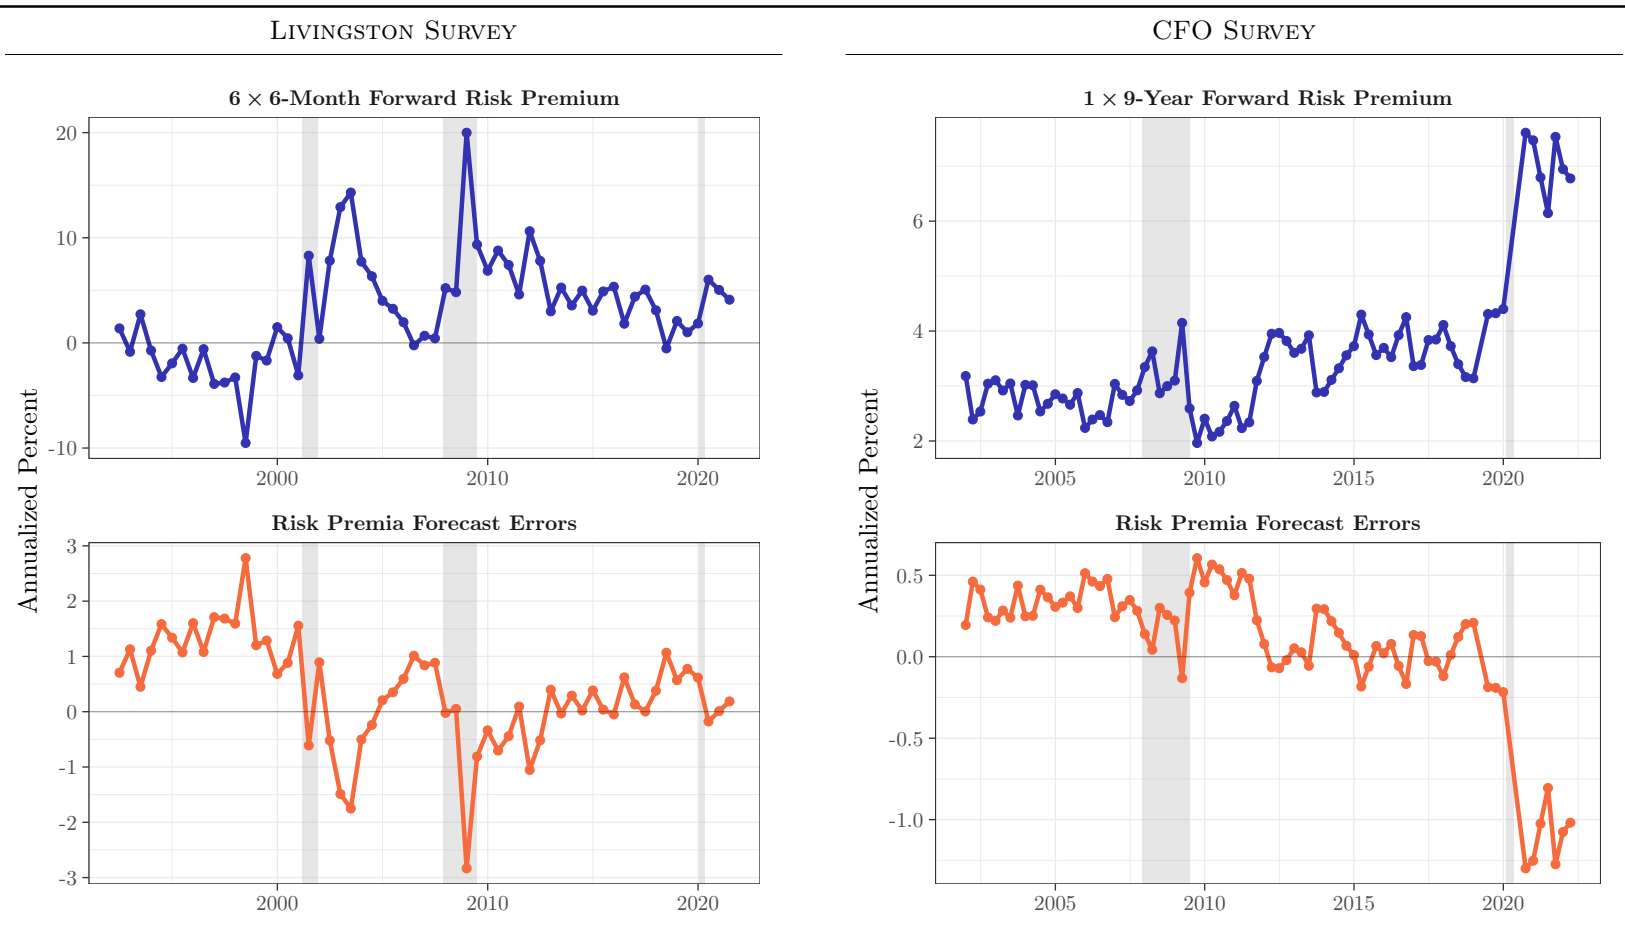 LIVINGSTON SURVEY
6 × 6-Month Forward Risk Premium
20
10
0
-10
2000 2010 2020
Risk Premia Forecast Errors
3
2
1
0
-1
-2
-3
2000 2010 2020
Annualized Percent
CFO SURVEY
1 × 9-Year Forward Risk Premium
6
4
2
2005 2010 2015 2020
Risk Premia Forecast Errors
0.5
0.0
-0.5
-1.0
2005 2010 2015 2020
Annualized Percent